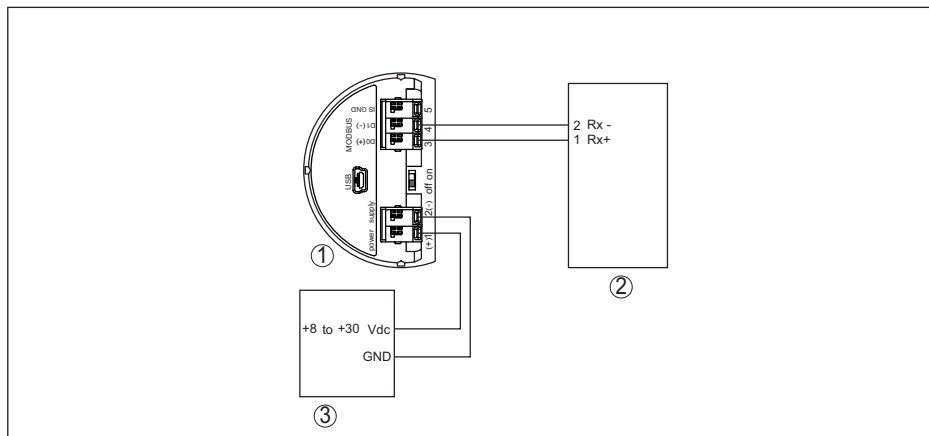 IS GND
5
D1(-)
4
MODBUS
D0(+)
3
USB
off on
power supply
2(-)
(+)1
2 Rx -
1 Rx+
①
②
+8 to +30 Vdc
GND
③